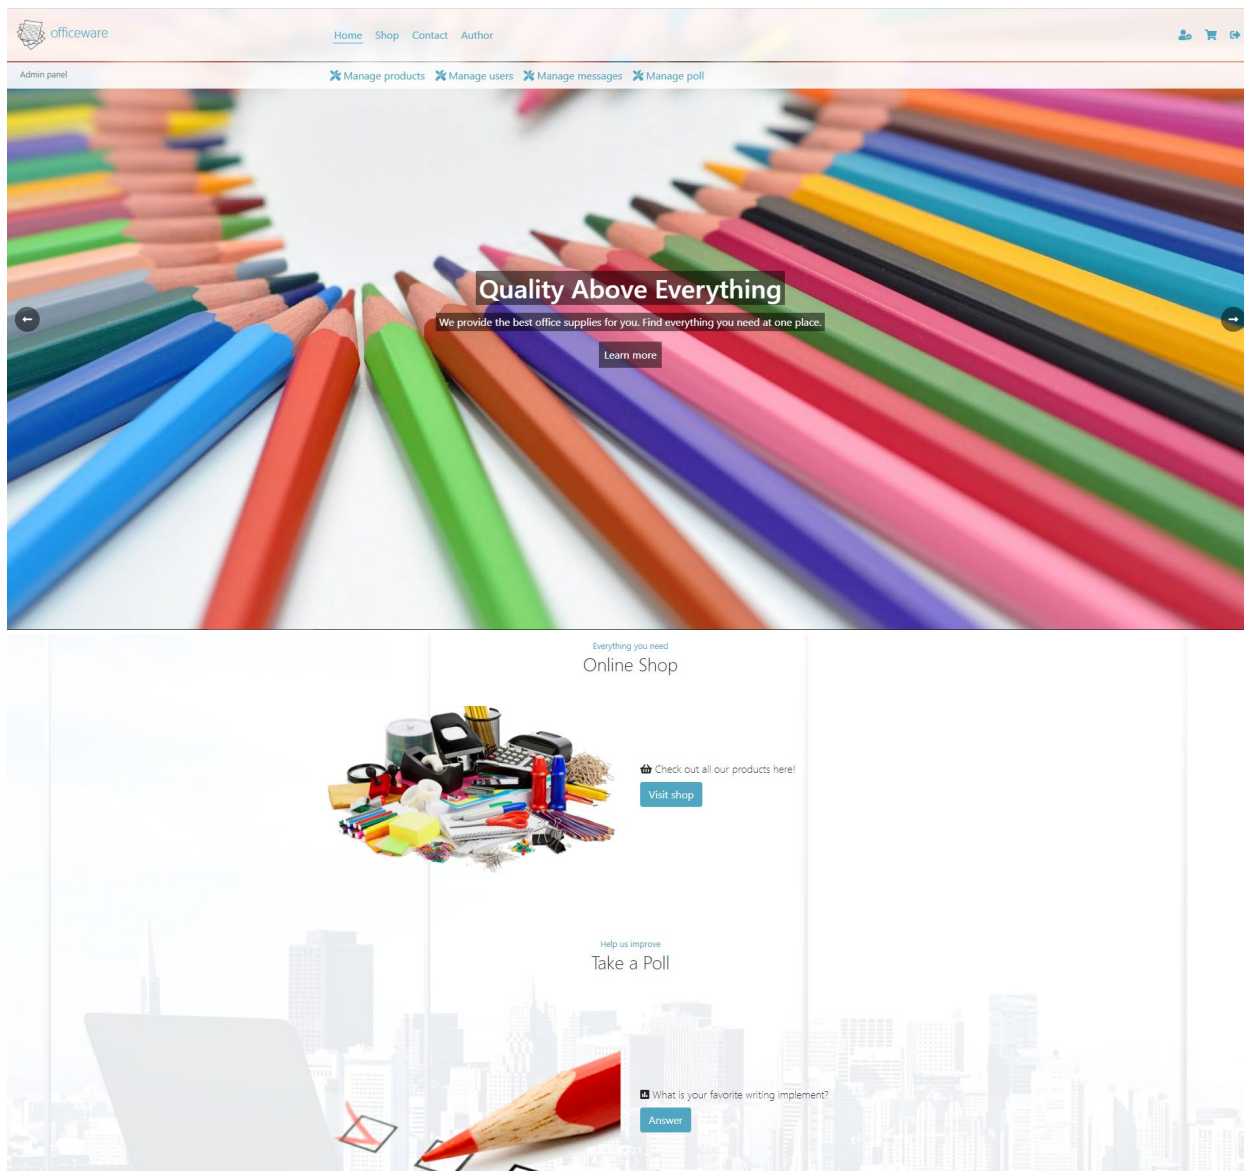 officeware
Home Shop Contact Author
Admin panel
Manage products Manage users Manage messages Manage poll
Quality Above Everything
We provide the best office supplies for you. Find everything you need at one place.
Learn more
Everything you need
Online Shop
Check out all our products here!
Visit shop
Help us improve
Take a Poll
What is your favorite writing implement?
Answer